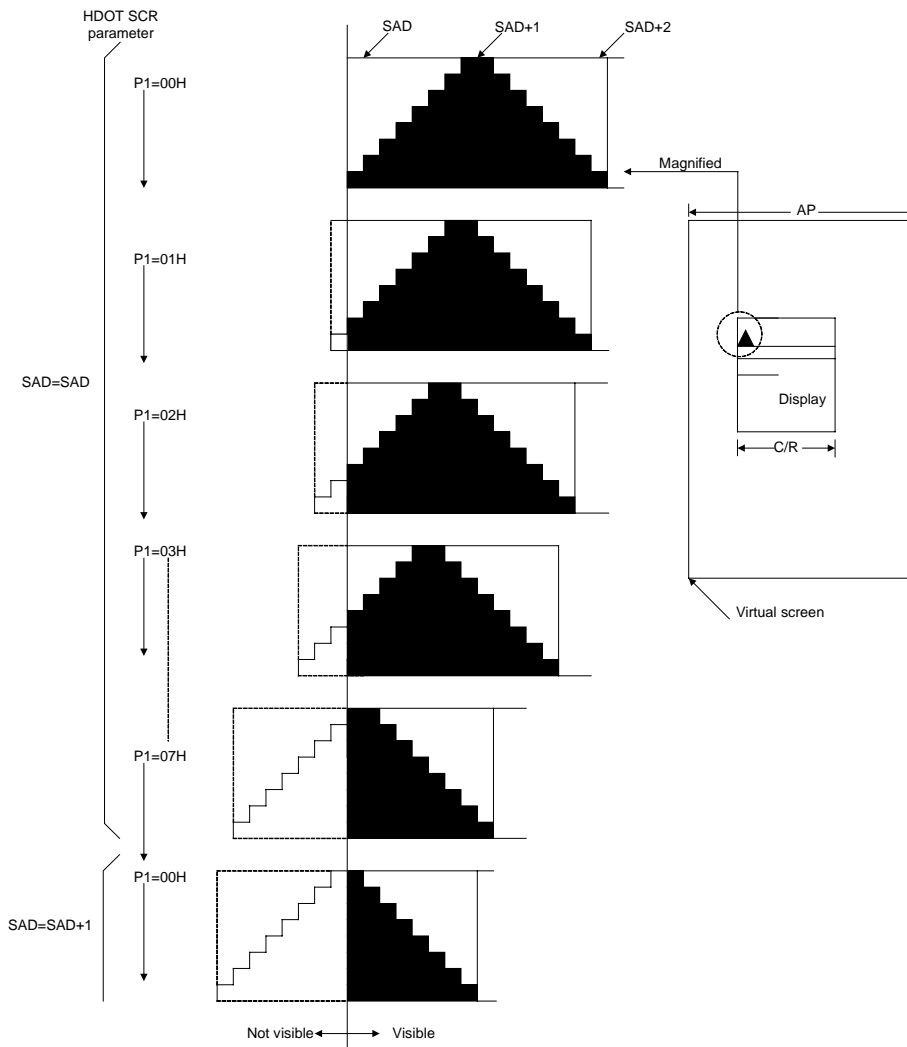 HDOT SCR
parameter
SAD
SAD+1
SAD+2
P1=00H
Magnified
AP
P1=01H
SAD=SAD
P1=02H
Display
C/R
P1=03H
Virtual screen
P1=07H
P1=00H
SAD=SAD+1
Not visible
Visible